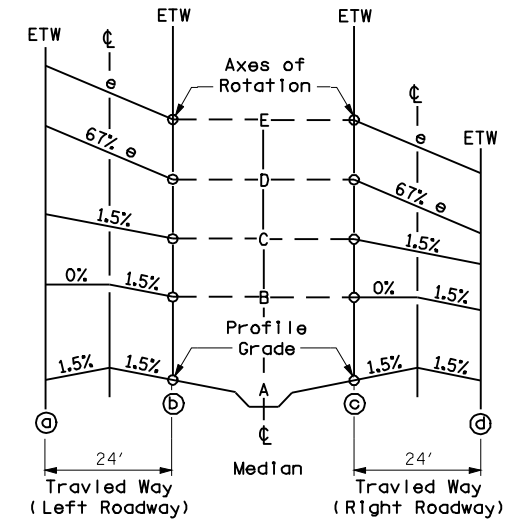 ETW
ETW
ETW
ETW
℄
℄
Axes of
Rotation
e
E
e
67% e
D
67% e
1.5%
C
1.5%
0%
1.5%
B
0%
1.5%
Profile
Grade
1.5%
1.5%
A
1.5%
1.5%
a
b
c
d
℄
Median
24'
24'
Travled Way
(Left Roadway)
Travled Way
(Right Roadway)